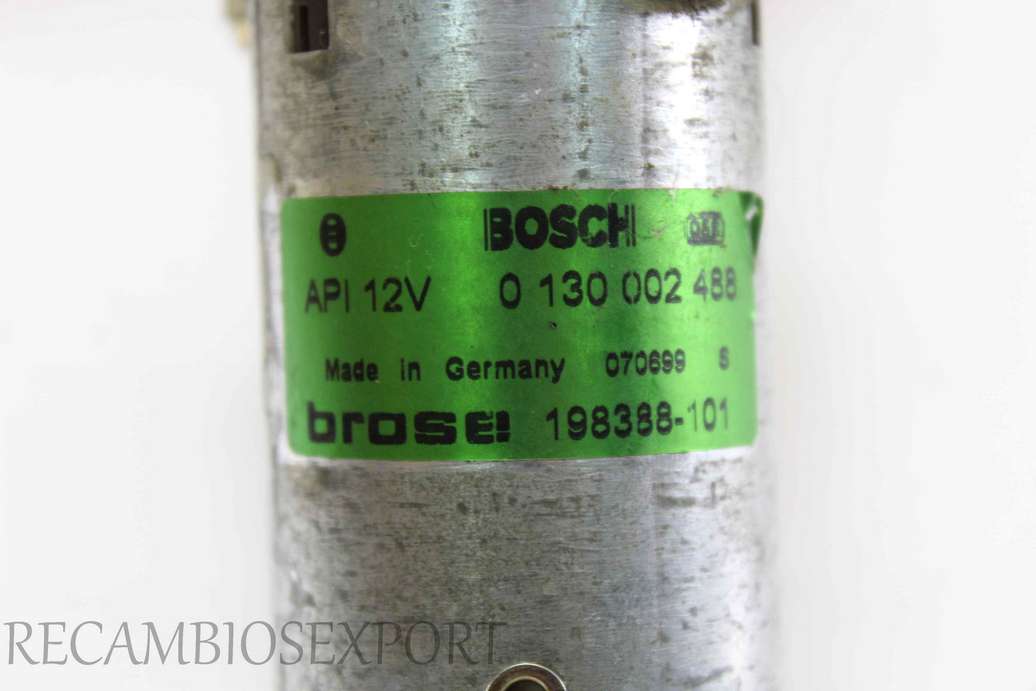 BOSCH
API 12V 0 130 002 488
Made in Germany 070699 S
brose 198388-101
RECAMBIOSEXPORT